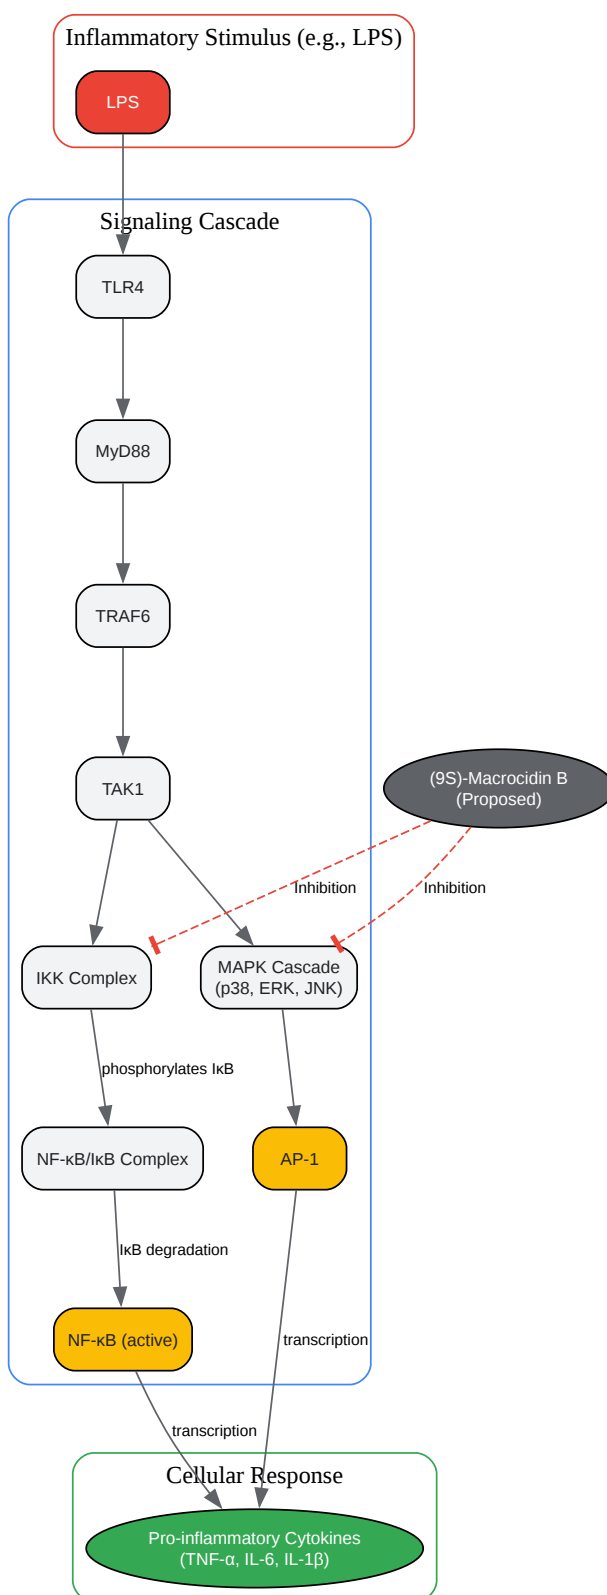 Inflammatory Stimulus (e.g., LPS)
LPS
Signaling Cascade
TLR4
MyD88
TRAF6
TAK1
(9S)-Macrocidin B
(Proposed)
Inhibition
Inhibition
IKK Complex
MAPK Cascade
(p38, ERK, JNK)
phosphorylates IκB
NF-κB/IκB Complex
AP-1
IκB degradation
NF-κB (active)
transcription
transcription
Cellular Response
Pro-inflammatory Cytokines
(TNF-α, IL-6, IL-1β)